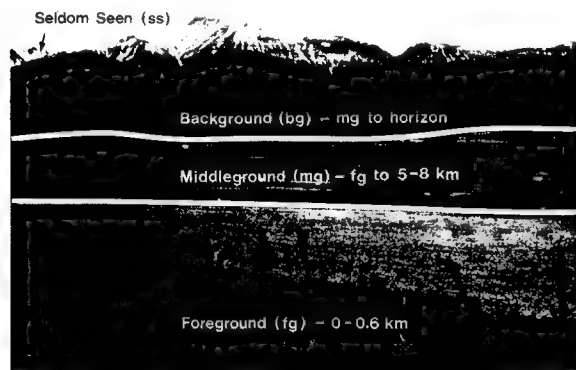 Seldom Seen (ss)
Background (bg) – mg to horizon
Middleground (mg) – fg to 5-8 km
Foreground (fg) – 0-0.6 km